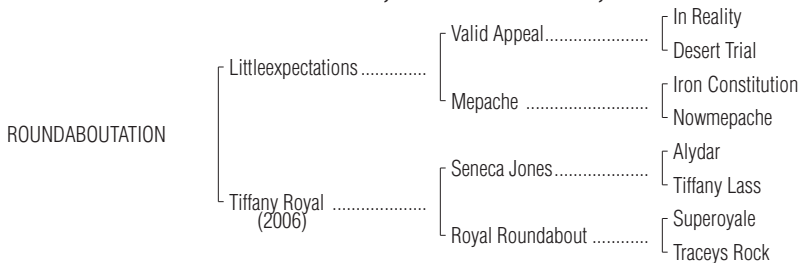 In Reality
Valid Appeal.....................
Desert Trial
Littleexpectations ..............
Iron Constitution
Mepache ..........................
Nowmepache
ROUNDABOUTATION
Alydar
Seneca Jones....................
Tiffany Lass
Tiffany Royal ....................
(2006)
Superoyale
Royal Roundabout ............
Traceys Rock